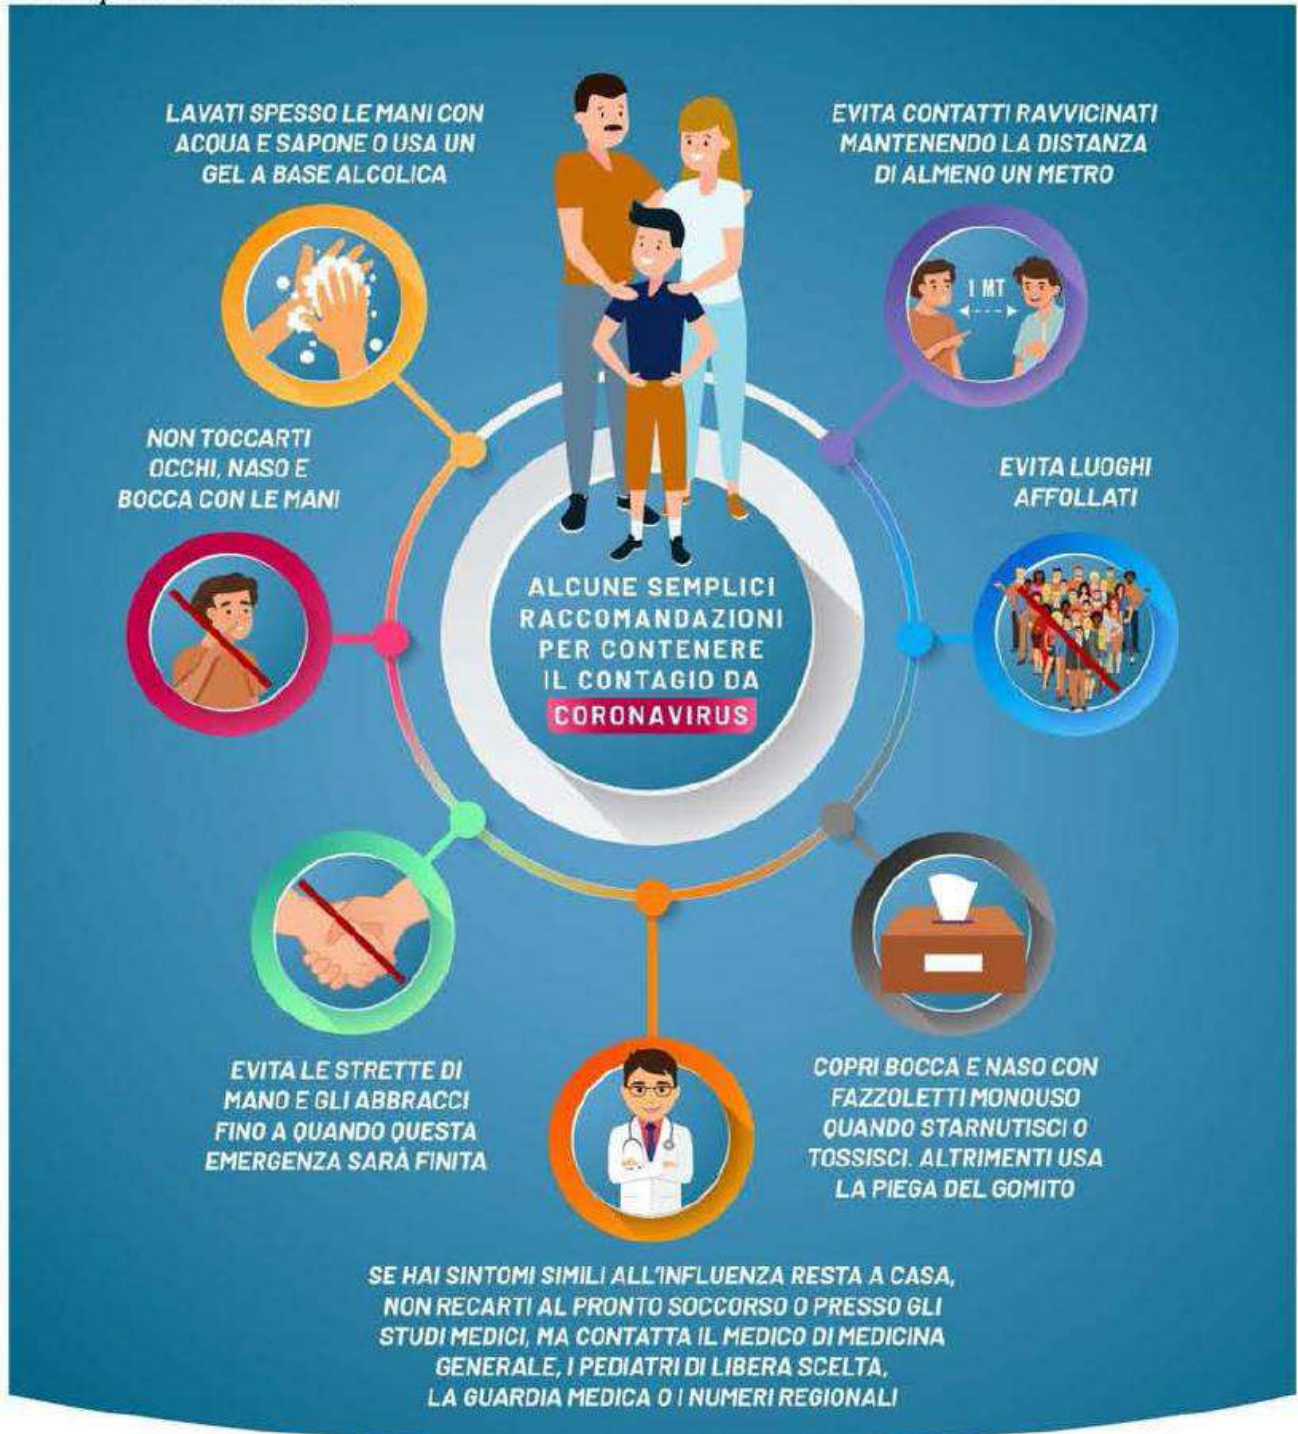 LAVATI SPESSO LE MANI CON
ACQUA E SAPONE O USA UN
GEL A BASE ALCOLICA
EVITA CONTATTI RAVVICINATI
MANTENENDO LA DISTANZA
DI ALMENO UN METRO
1 MT
NON TOCCARTI
OCCHI, NASO E
BOCCA CON LE MANI
EVITA LUOGHI
AFFOLLATI
ALCUNE SEMPLICI
RACCOMANDAZIONI
PER CONTENERE
IL CONTAGIO DA
CORONAVIRUS
EVITA LE STRETTE DI
MANO E GLI ABBRACCI
FINO A QUANDO QUESTA
EMERGENZA SARÀ FINITA
COPRI BOCCA E NASO CON
FAZZOLETTI MONOUSO
QUANDO STARNUTISCI O
TOSSISCI. ALTRIMENTI USA
LA PIEGA DEL GOMITO
SE HAI SINTOMI SIMILI ALL'INFLUENZA RESTA A CASA,
NON RECARTI AL PRONTO SOCCORSO O PRESSO GLI
STUDI MEDICI, MA CONTATTA IL MEDICO DI MEDICINA
GENERALE, I PEDIATRI DI LIBERA SCELTA,
LA GUARDIA MEDICA O I NUMERI REGIONALI